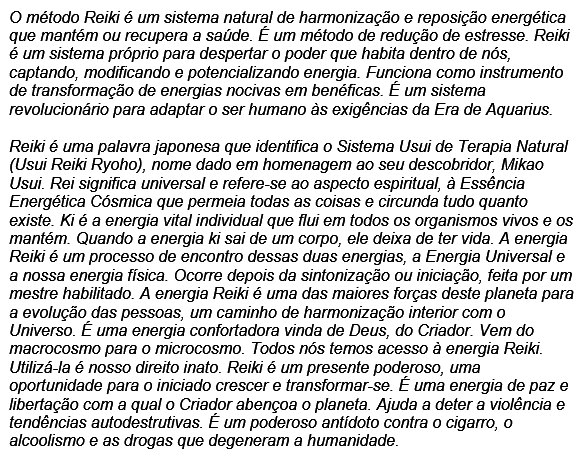 O método Reiki é um sistema natural de harmonização e reposição energética
que mantém ou recupera a saúde. É um método de redução de estresse. Reiki
é um sistema próprio para despertar o poder que habita dentro de nós,
captando, modificando e potencializando energia. Funciona como instrumento
de transformação de energias nocivas em benéficas. É um sistema
revolucionário para adaptar o ser humano às exigências da Era de Aquarius.

Reiki é uma palavra japonesa que identifica o Sistema Usui de Terapia Natural
(Usui Reiki Ryoho), nome dado em homenagem ao seu descobridor, Mikao
Usui. Rei significa universal e refere-se ao aspecto espiritual, à Essência
Energética Cósmica que permeia todas as coisas e circunda tudo quanto
existe. Ki é a energia vital individual que flui em todos os organismos vivos e os
mantém. Quando a energia ki sai de um corpo, ele deixa de ter vida. A energia
Reiki é um processo de encontro dessas duas energias, a Energia Universal e
a nossa energia física. Ocorre depois da sintonização ou iniciação, feita por um
mestre habilitado. A energia Reiki é uma das maiores forças deste planeta para
a evolução das pessoas, um caminho de harmonização interior com o
Universo. É uma energia confortadora vinda de Deus, do Criador. Vem do
macrocosmo para o microcosmo. Todos nós temos acesso à energia Reiki.
Utilizá-la é nosso direito inato. Reiki é um presente poderoso, uma
oportunidade para o iniciado crescer e transformar-se. É uma energia de paz e
libertação com a qual o Criador abençoa o planeta. Ajuda a deter a violência e
tendências autodestrutivas. É um poderoso antídoto contra o cigarro, o
alcoolismo e as drogas que degeneram a humanidade.